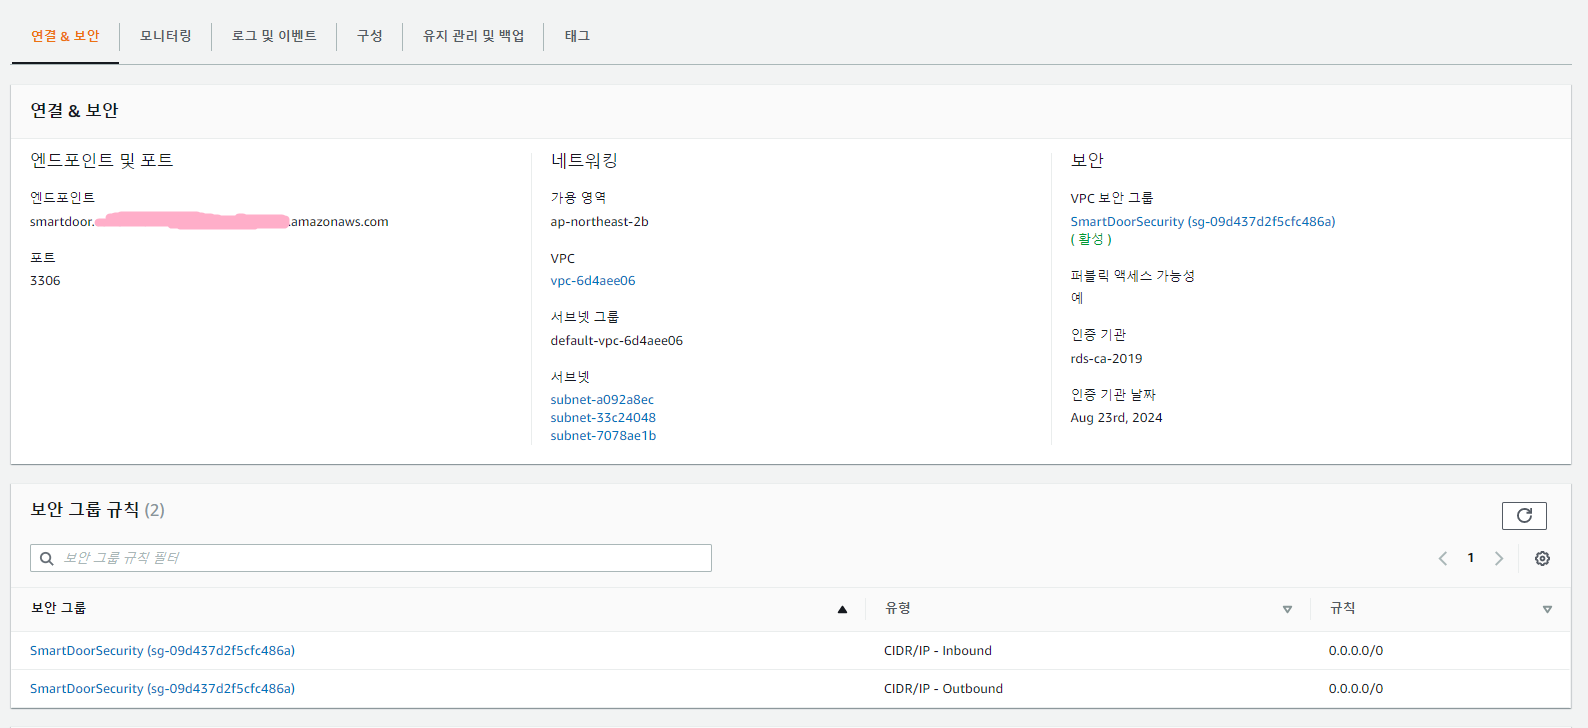 연결 & 보안
모니터링
로그 및 이벤트
구성
유지 관리 및 백업
태그
연결 & 보안
엔드포인트 및 포트
엔드포인트
smartdoor.
.amazonaws.com
포트
3306
네트워킹
가용 영역
ap-northeast-2b
VPC
vpc-6d4aee06
서브넷 그룹
default-vpc-6d4aee06
서브넷
subnet-a092a8ec
subnet-33c24048
subnet-7078ae1b
보안
VPC 보안 그룹
SmartDoorSecurity (sg-09d437d2f5cfc486a)
( 활성 )
퍼블릭 액세스 가능성
예
인증 기관
rds-ca-2019
인증 기관 날짜
Aug 23rd, 2024
보안 그룹 규칙 (2)
보안 그룹 규칙 필터
1
보안 그룹
유형
규칙
SmartDoorSecurity (sg-09d437d2f5cfc486a)
CIDR/IP - Inbound
0.0.0.0/0
SmartDoorSecurity (sg-09d437d2f5cfc486a)
CIDR/IP - Outbound
0.0.0.0/0